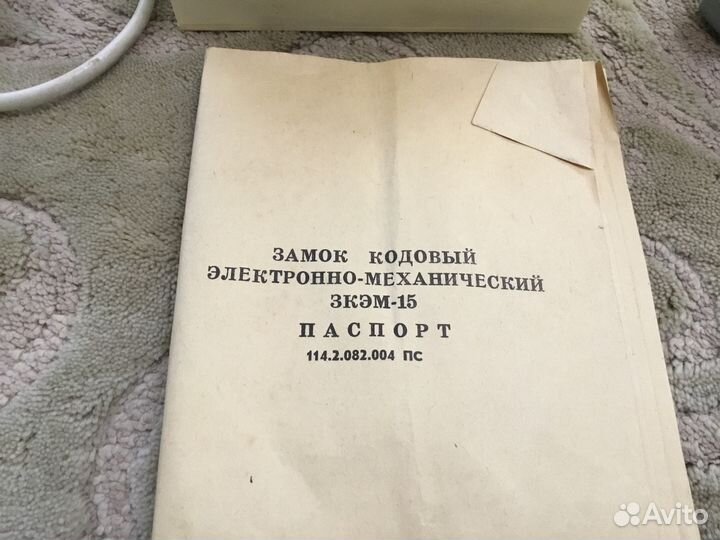 ЗАМОК КОДОВЫЙ
ЭЛЕКТРОННО-МЕХАНИЧЕСКИЙ
ЗКЭМ-15
ПАСПОРТ
114.2.082.004 ПС
Avito